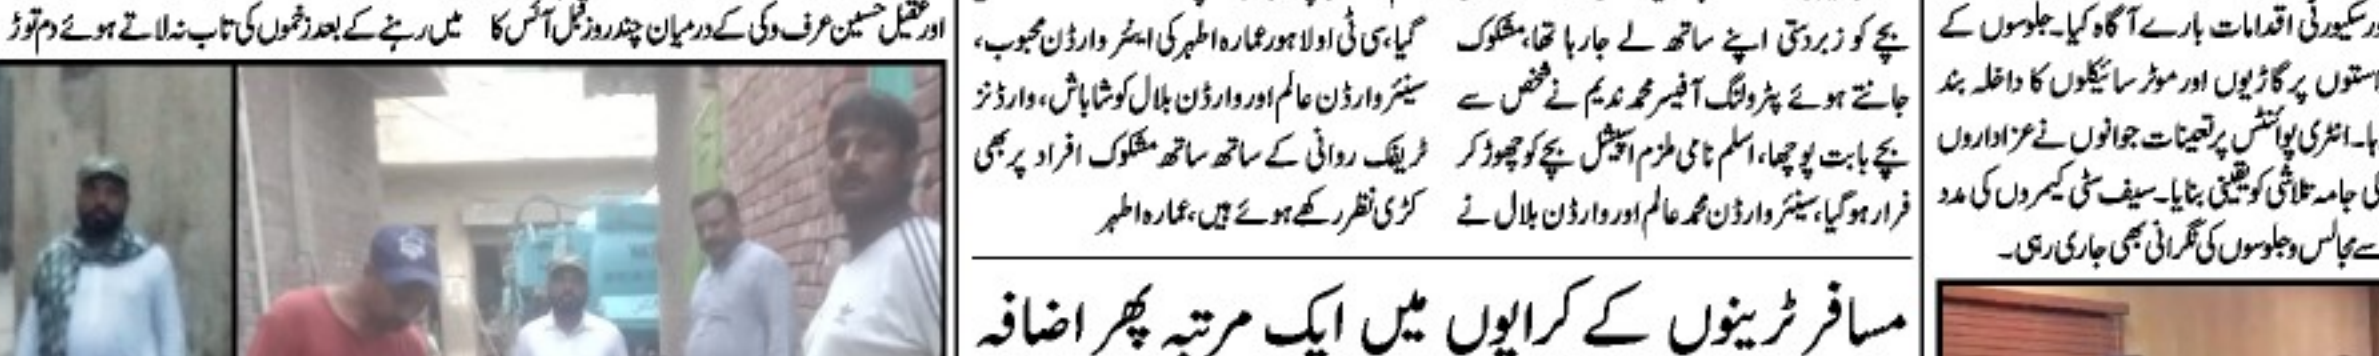 سکیورٹی اقدامات بارے آگاہ کیا۔جلوسوں کے
راستوں پر گاڑیوں اور موٹر سائیکلوں کا داخلہ بند
رہا۔انٹری پوائنٹس پر تعینات جوانوں نے عزاداروں
کی جامہ تلاشی کو یقینی بنایا۔سیف سٹی کیمروں کی مدد
سے مجالس و جلوسوں کی نگرانی بھی جاری رہی۔
بچے کو زبردستی اپنے ساتھ لے جارہا تھا،مشکوک
جانتے ہوئے پٹرولنگ آفیسر محمد ندیم نے شخص سے
بچے بابت پوچھا،اسلم نامی ملزم اسپیشل بچے کو چھوڑ کر
فرار ہوگیا،سینئر وارڈن محمد عالم اور وارڈن بلال نے
گیا،سی ٹی او لاہور عمارہ اطہر کی وارڈن محبوب،
سینئر وارڈن عالم اور وارڈن بلال کو شاباش،وارڈنز
ٹریفک روانی کے ساتھ ساتھ مشکوک افراد پر بھی
کڑی نظر رکھے ہوئے ہیں،عمارہ اطہر
مسافر ٹرینوں کے کرایوں میں ایک مرتبہ پھر اضافہ
اور عقیل حسین عرف وکی کے درمیان چند روز قبل آئس کا
میں رہنے کے بعد زخموں کی تاب نہ لاتے ہوئے دم توڑ